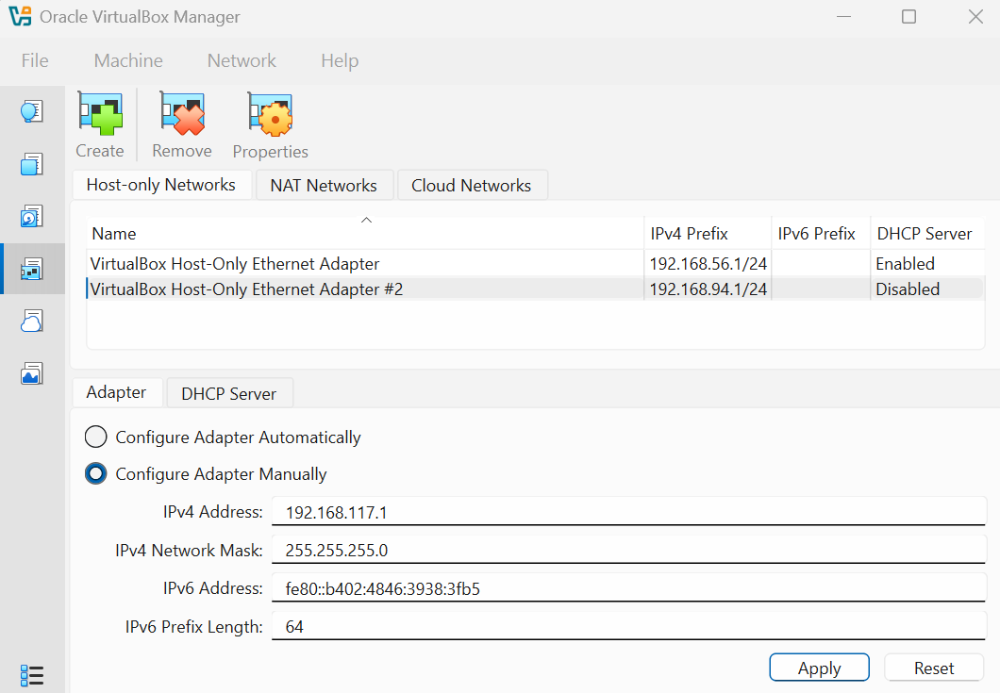 Oracle VirtualBox Manager
File Machine Network Help
Create Remove Properties
Host-only Networks NAT Networks Cloud Networks
Name IPv4 Prefix IPv6 Prefix DHCP Server
VirtualBox Host-Only Ethernet Adapter 192.168.56.1/24 Enabled
VirtualBox Host-Only Ethernet Adapter #2 192.168.94.1/24 Disabled
Adapter DHCP Server
Configure Adapter Automatically
Configure Adapter Manually
IPv4 Address: 192.168.117.1
IPv4 Network Mask: 255.255.255.0
IPv6 Address: fe80::b402:4846:3938:3fb5
IPv6 Prefix Length: 64
Apply Reset